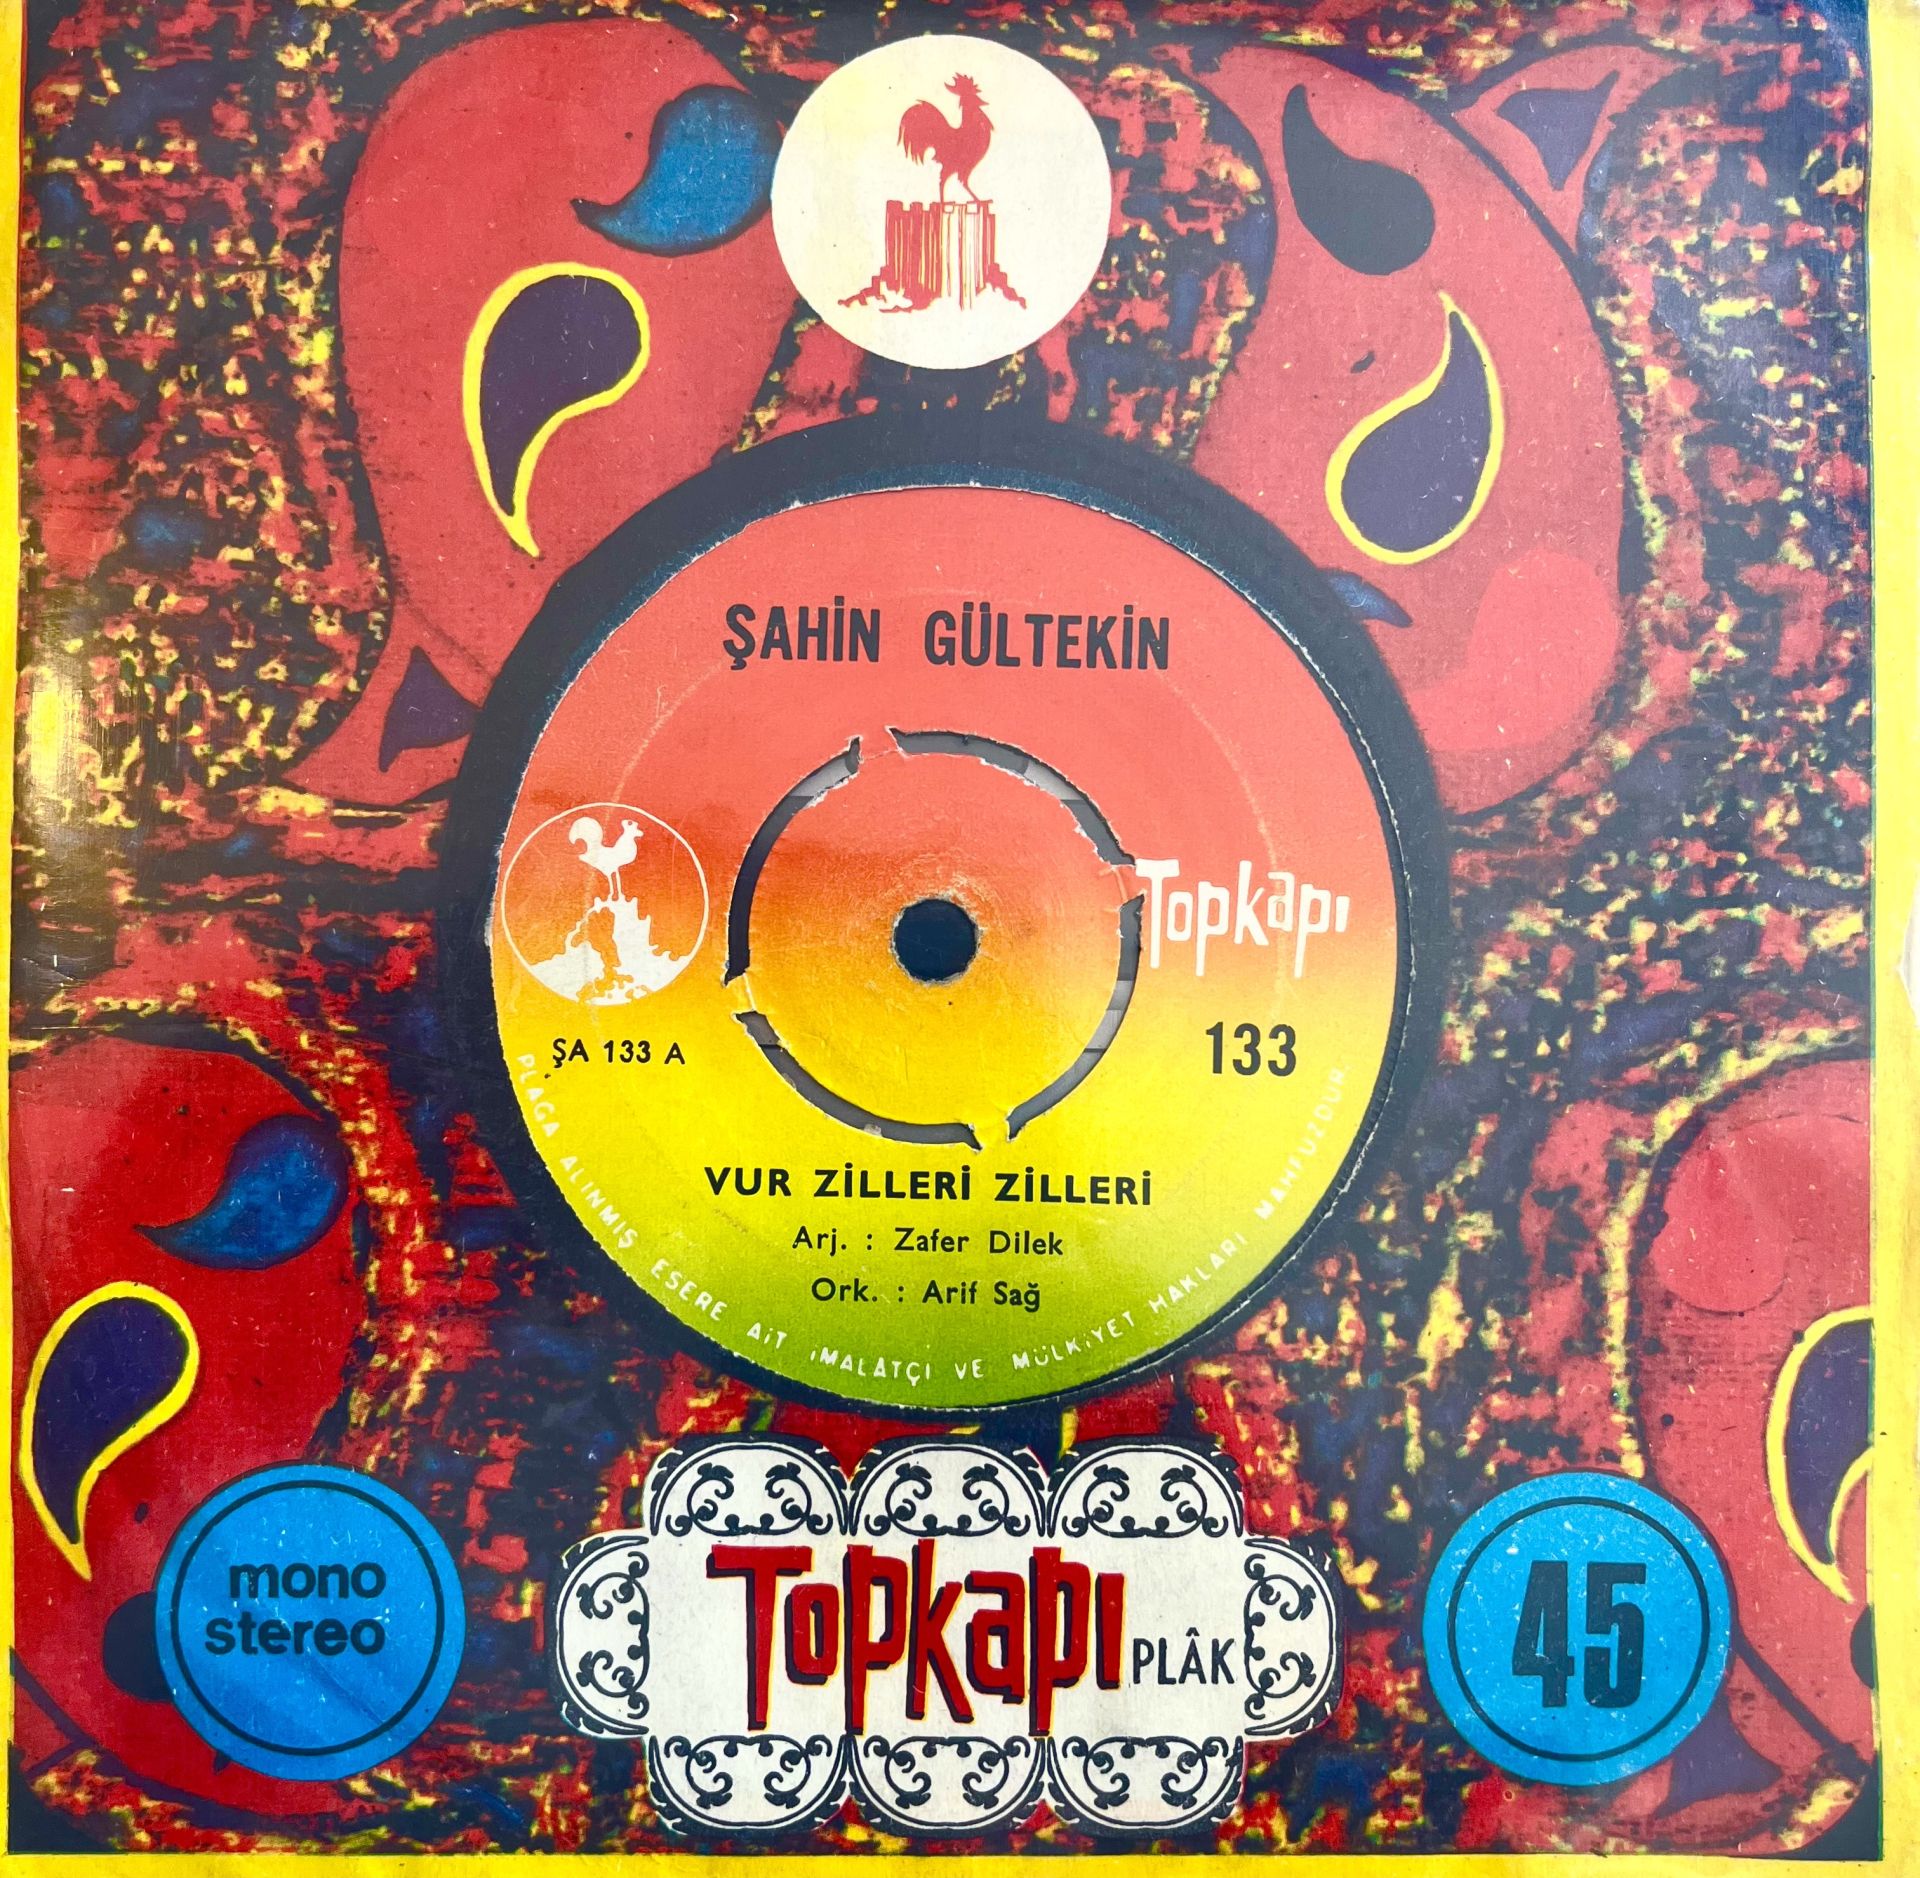 ŞAHİN GÜLTEKİN
Topkapı
ŞA 133 A
133
VUR ZİLLERİ ZİLLERİ
Arj. : Zafer Dilek
Ork. : Arif Sağ
PLAĞA ALINMIŞ ESERE AİT İMALÂTÇI VE MÜLKİYET HAKLARI MAHFUZDUR.
mono
stereo
Topkapı PLÂK
45